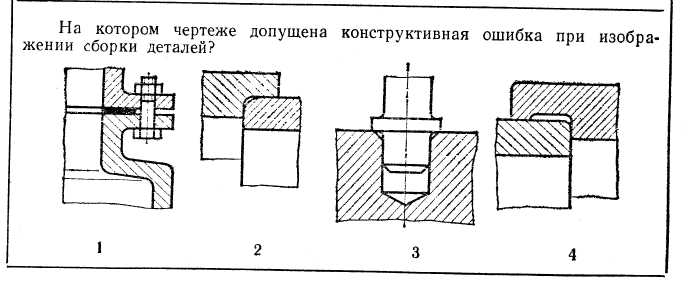 На котором чертеже допущена конструктивная ошибка при изобра-
жении сборки деталей?
1 2 3 4